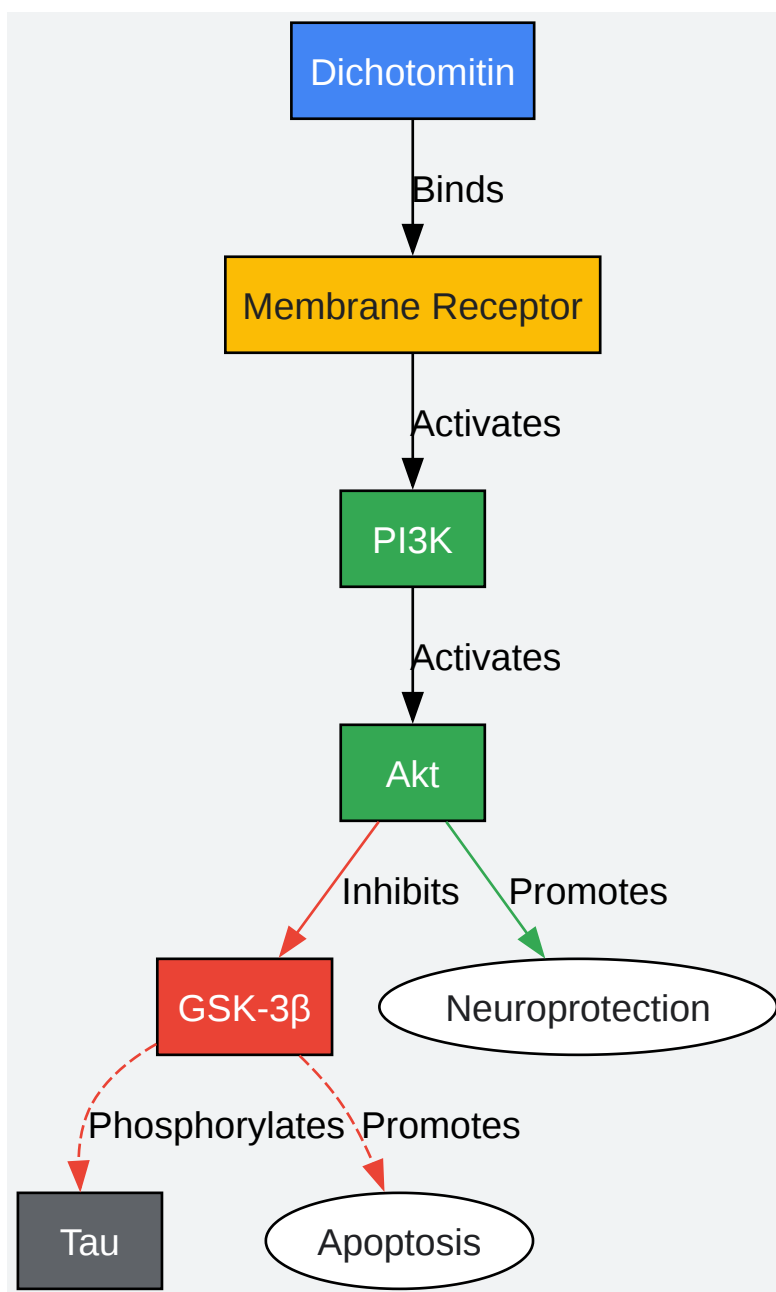 Dichotomitin
Binds
Membrane Receptor
Activates
PI3K
Activates
Akt
Inhibits
Promotes
GSK-3β
Neuroprotection
Phosphorylates
Promotes
Tau
Apoptosis